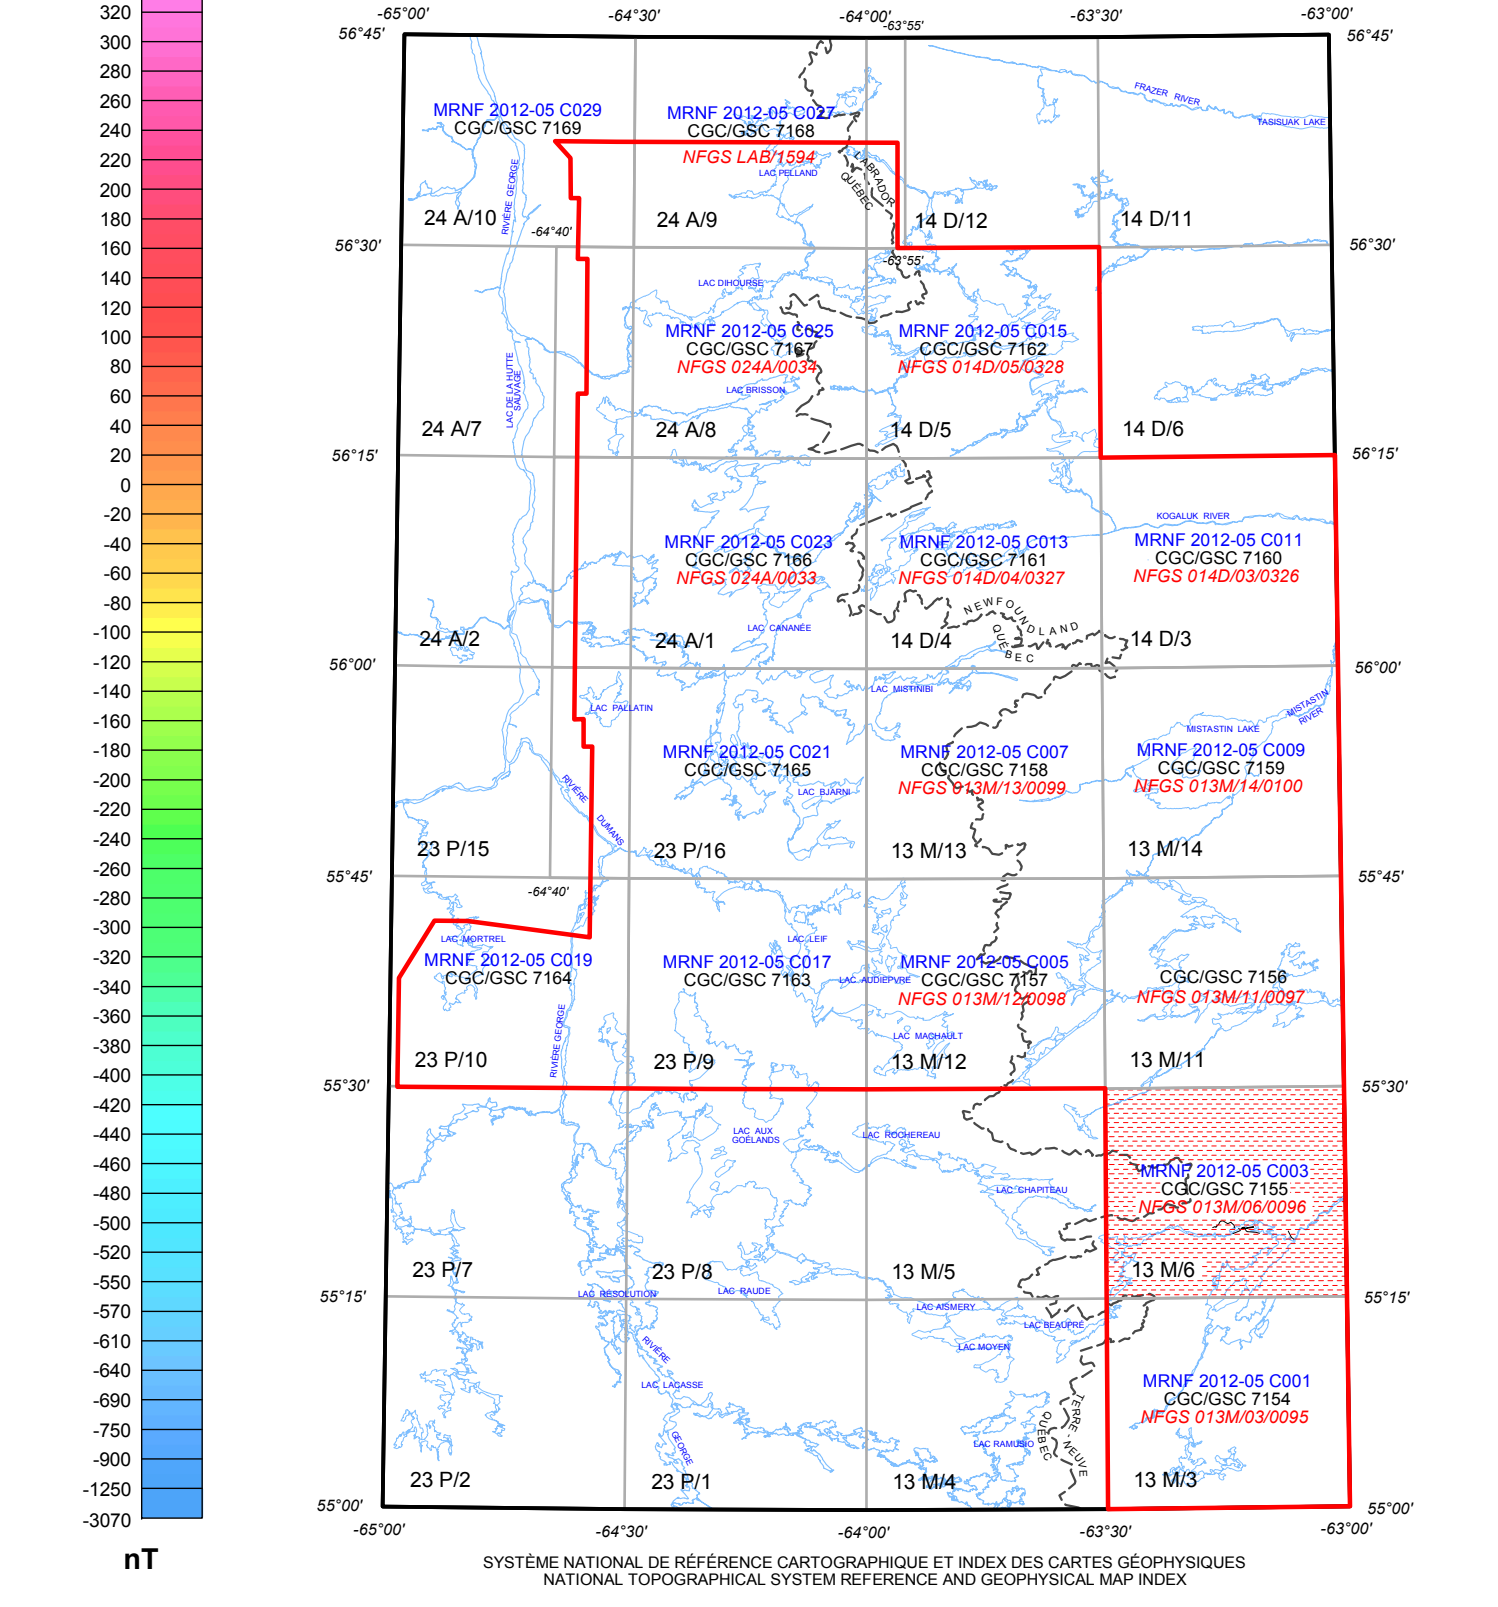 320
300
280
260
240
220
200
180
160
140
120
100
80
60
40
20
0
-20
-40
-60
-80
-100
-120
-140
-160
-180
-200
-220
-240
-260
-280
-300
-320
-340
-360
-380
-400
-420
-440
-460
-480
-500
-520
-550
-570
-610
-640
-690
-750
-900
-1250
-3070
nT
-65°00' -64°30' -64°00' -63°55' -63°30' -63°00'
56°45' 56°45'
FRAZER RIVER
TASISUAK LAKE
MRNF 2012-05 C029
CGC/GSC 7169
MRNF 2012-05 C027
CGC/GSC 7168
NFGS LAB/1594
LAC PELLAND
LABRADOR
QUÉBEC
RIVIÈRE GEORGE
24 A/10
24 A/9
14 D/12
14 D/11
-64°40'
56°30' 56°30'
-63°55'
LAC DIHOURSE
MRNF 2012-05 C025
CGC/GSC 7167
NFGS 024A/0034
MRNF 2012-05 C015
CGC/GSC 7162
NFGS 014D/05/0328
LAC BRISSON
LAC DE LA HUTTE
SAUVAGE
24 A/7
24 A/8
14 D/5
14 D/6
56°15' 56°15'
KOGALUK RIVER
MRNF 2012-05 C023
CGC/GSC 7166
NFGS 024A/0033
MRNF 2012-05 C013
CGC/GSC 7161
NFGS 014D/04/0327
MRNF 2012-05 C011
CGC/GSC 7160
NFGS 014D/03/0326
NEWFOUNDLAND
QUÉBEC
LAC CANANÉE
24 A/2
24 A/1
14 D/4
14 D/3
56°00' 56°00'
LAC MISTINIBI
LAC PALLATIN
MISTASTIN
RIVER
MISTASTIN LAKE
MRNF 2012-05 C021
CGC/GSC 7165
MRNF 2012-05 C007
CGC/GSC 7158
NFGS 013M/13/0099
MRNF 2012-05 C009
CGC/GSC 7159
NFGS 013M/14/0100
LAC BJARNI
RIVIÈRE
DUMANS
23 P/15
23 P/16
13 M/13
13 M/14
55°45' 55°45'
-64°40'
LAC MORTREL
LAC LEIF
MRNF 2012-05 C019
CGC/GSC 7164
MRNF 2012-05 C017
CGC/GSC 7163
LAC AUDIEPVRE
MRNF 2012-05 C005
CGC/GSC 7157
NFGS 013M/12/0098
CGC/GSC 7156
NFGS 013M/11/0097
LAC MACHAULT
RIVIÈRE GEORGE
23 P/10
23 P/9
13 M/12
13 M/11
55°30' 55°30'
LAC AUX
GOÉLANDS
LAC ROCHEREAU
LAC CHAPITEAU
MRNF 2012-05 C003
CGC/GSC 7155
NFGS 013M/06/0096
23 P/7
23 P/8
13 M/5
13 M/6
LAC RÉSOLUTION
LAC RAUDE
55°15' 55°15'
LAC AISMERY
LAC BEAUPRÉ
LAC MOYEN
RIVIÈRE
LAC LACASSE
MRNF 2012-05 C001
CGC/GSC 7154
NFGS 013M/03/0095
GEORGE
LAC RAMUSIO
QUÉBEC
TERRE-NEUVE
23 P/2
23 P/1
13 M/4
13 M/3
55°00' 55°00'
-65°00' -64°30' -64°00' -63°30' -63°00'
SYSTÈME NATIONAL DE RÉFÉRENCE CARTOGRAPHIQUE ET INDEX DES CARTES GÉOPHYSIQUES
NATIONAL TOPOGRAPHICAL SYSTEM REFERENCE AND GEOPHYSICAL MAP INDEX